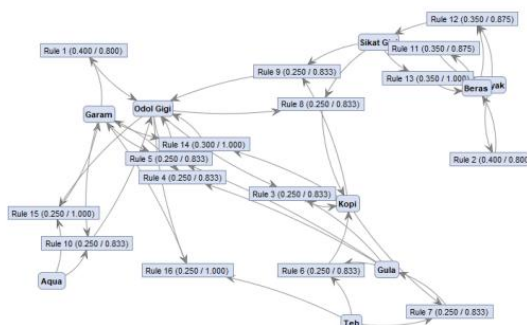 Rule 12 (0.350 / 0.875)
Sikat Gi
Rule 11 (0.350 / 0.875)
Rule 1 (0.400 / 0.800)
Rule 9 (0.250 / 0.833)
Rule 13 (0.350 / 1.000)
yak
Beras
Garam
Odol Gigi
Rule 8 (0.250 / 0.833)
Rule 14 (0.300 / 1.000)
Rule 5 (0.250 / 0.833)
Rule 2 (0.400 / 0.800)
Rule 4 (0.250 / 0.833)
Rule 3 (0.250 / 0.833)
Kopi
Rule 15 (0.250 / 1.000)
Rule 10 (0.250 / 0.833)
Rule 16 (0.250 / 1.000)
Rule 6 (0.250 / 0.833)
Gula
Aqua
Rule 7 (0.250 / 0.833)
Teh